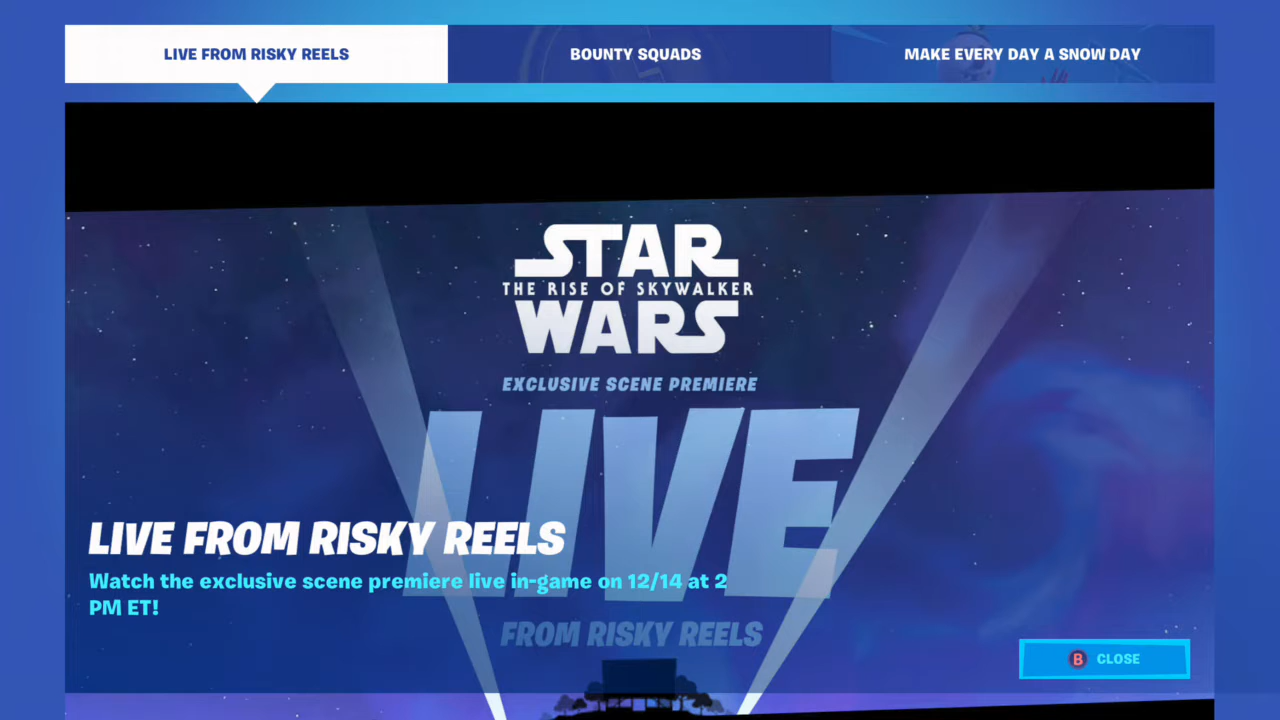 LIVE FROM RISKY REELS
BOUNTY SQUADS
MAKE EVERY DAY A SNOW DAY
STAR
THE RISE OF SKYWALKER
WARS
EXCLUSIVE SCENE PREMIERE
LIVE
FROM RISKY REELS
LIVE FROM RISKY REELS
Watch the exclusive scene premiere live in-game on 12/14 at 2
PM ET!
B CLOSE